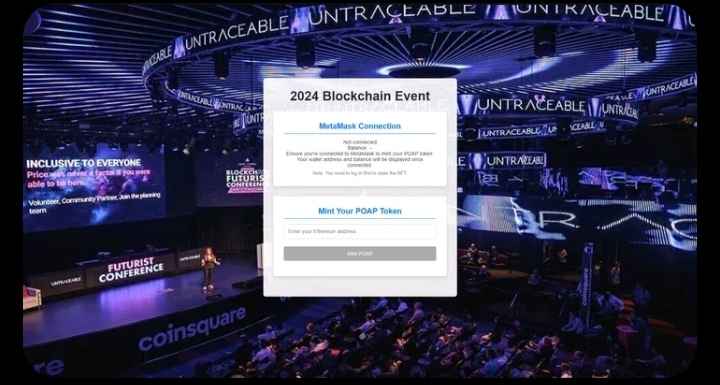 UNTRACEABLE
UNTRACEABLE
UNTRACEABLE
UNTRACEABLE
UNTRACEABLE
UNTRACEABLE
UNTRACEABLE
UNTRACEABLE
UNTRACEABLE
2024 Blockchain Event
MetaMask Connection
Not connected.
Balance: -
Ensure you're connected to MetaMask to mint your POAP token.
Your wallet address and balance will be displayed once
connected.
Note: You need to log in first to claim the NFT.
Mint Your POAP Token
Enter your Ethereum address
Mint POAP
INCLUSIVE TO EVERYONE
Price was never a factor if you were
able to be here.
Volunteer, Community Partner, Join the planning
team
BLOCKCHAIN
FUTURIST
CONFERENCE
UNTRACEABLE
FUTURIST
CONFERENCE
UNTRACEABLE
coinsquare